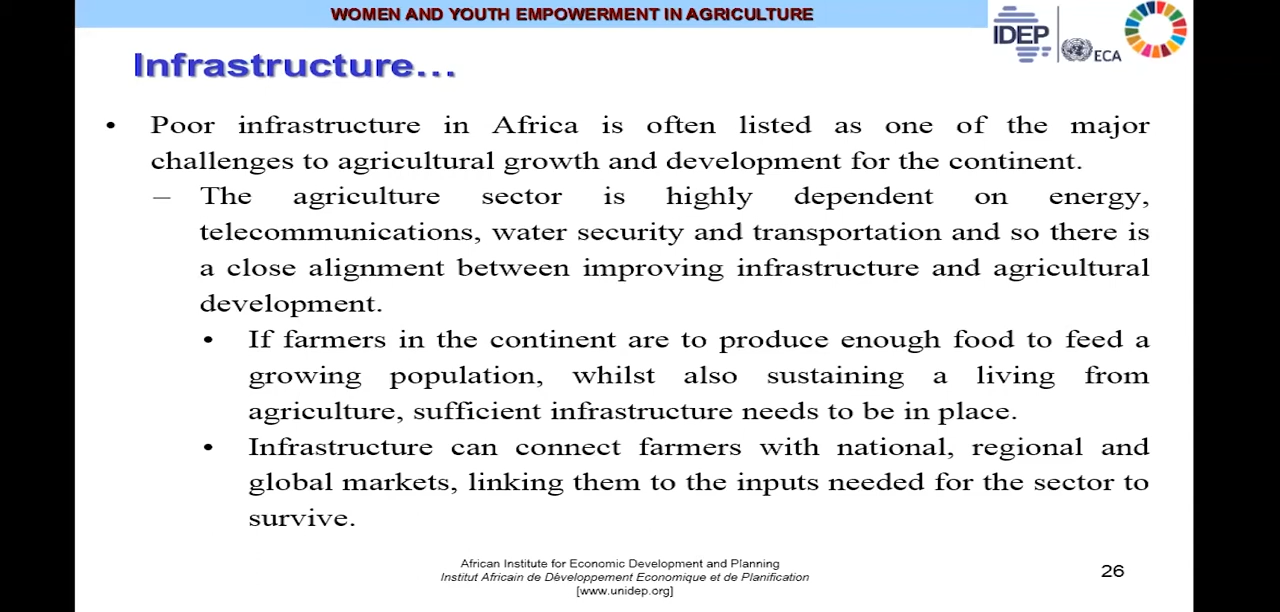 WOMEN AND YOUTH EMPOWERMENT IN AGRICULTURE
IDEP
ECA
Infrastructure…
• Poor infrastructure in Africa is often listed as one of the major
challenges to agricultural growth and development for the continent.
– The agriculture sector is highly dependent on energy,
telecommunications, water security and transportation and so there is
a close alignment between improving infrastructure and agricultural
development.
• If farmers in the continent are to produce enough food to feed a
growing population, whilst also sustaining a living from
agriculture, sufficient infrastructure needs to be in place.
• Infrastructure can connect farmers with national, regional and
global markets, linking them to the inputs needed for the sector to
survive.
African Institute for Economic Development and Planning
Institut Africain de Développement Economique et de Planification
[www.unidep.org]
26